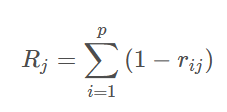 $R_j = \sum_{i=1}^{p} (1 - r_{ij})$